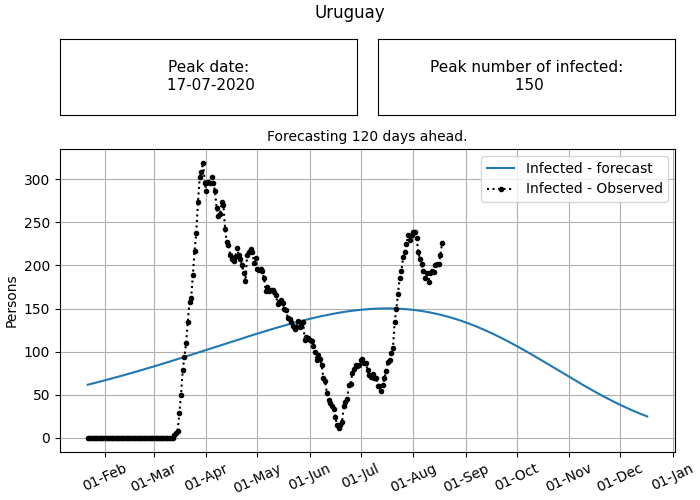 Uruguay
Peak date:
17-07-2020
Peak number of infected:
150
Forecasting 120 days ahead.
Infected - forecast
Infected - Observed
Persons
300
250
200
150
100
50
0
01-Feb
01-Mar
01-Apr
01-May
01-Jun
01-Jul
01-Aug
01-Sep
01-Oct
01-Nov
01-Dec
01-Jan